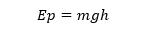 Ep = mgh